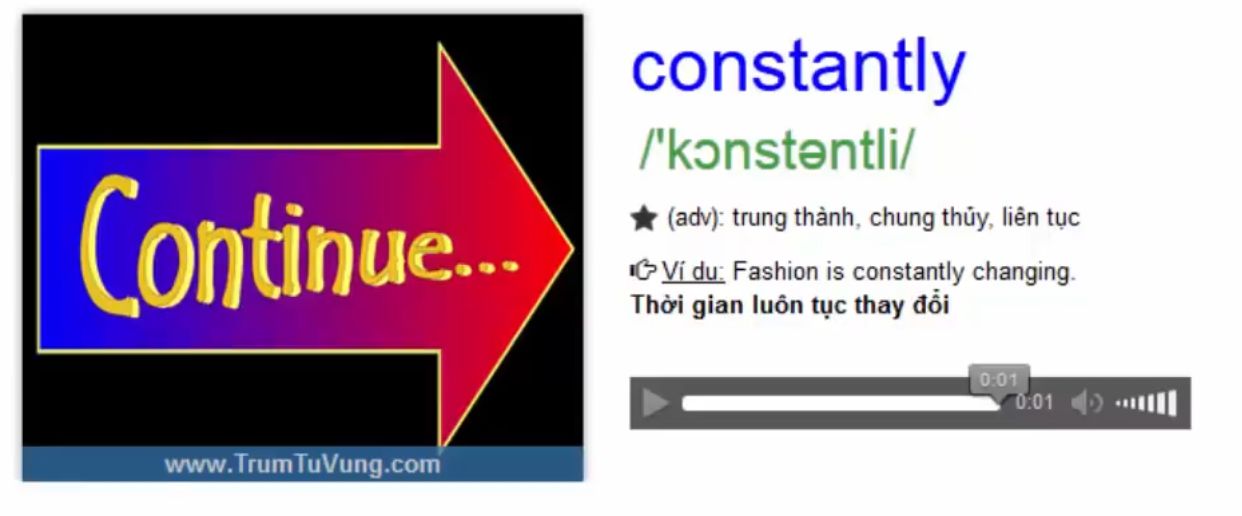 Continue...
www.TrumTuVung.com
constantly
/'kɔnstəntli/
(adv): trung thành, chung thủy, liên tục
Ví du: Fashion is constantly changing.
Thời gian luôn tục thay đổi
0:01
0:01